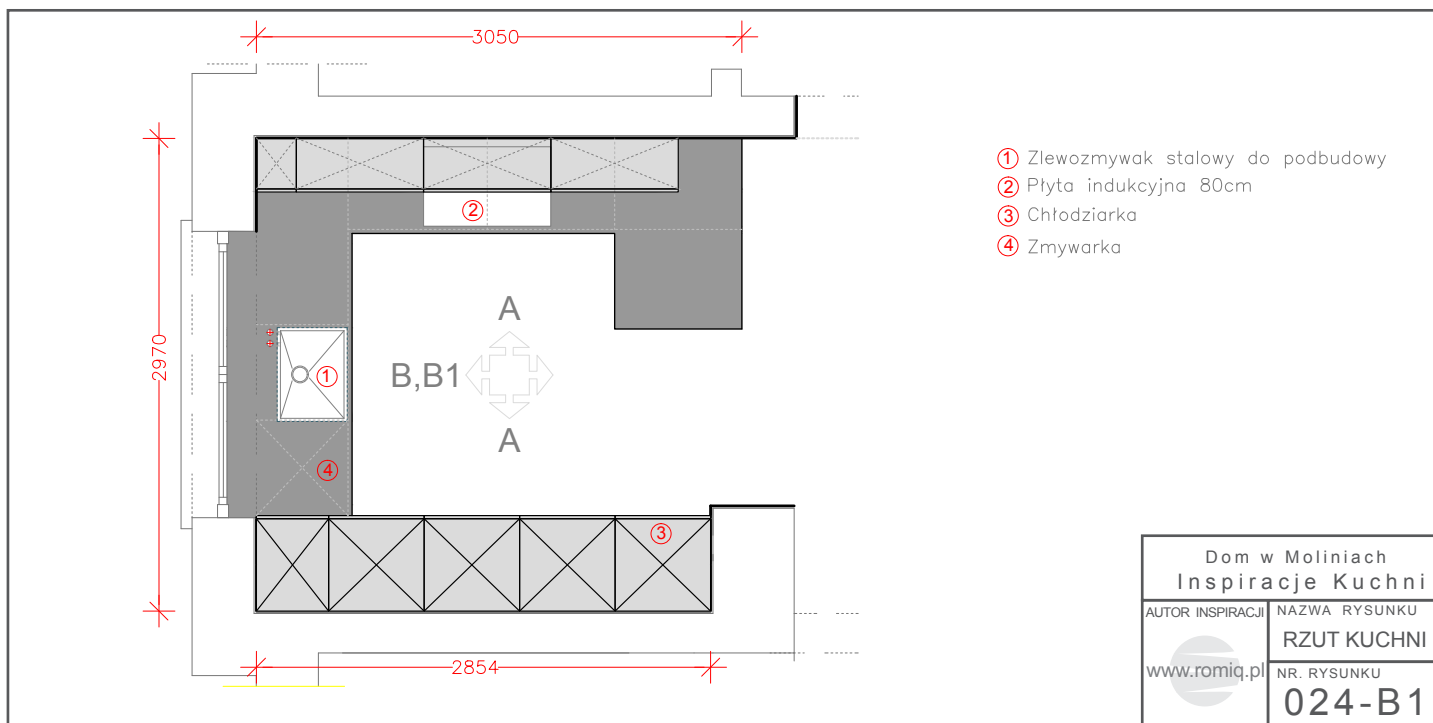 3050
① Zlewozmywak stalowy do podbudowy
② Płyta indukcyjna 80cm
③ Chłodziarka
④ Zmywarka
②
A
2970
①
B,B1
A
④
③
2854
Dom w Moliniach
Inspiracje Kuchni
AUTOR INSPIRACJI
NAZWA RYSUNKU
RZUT KUCHNI
www.romiq.pl
NR. RYSUNKU
024-B1